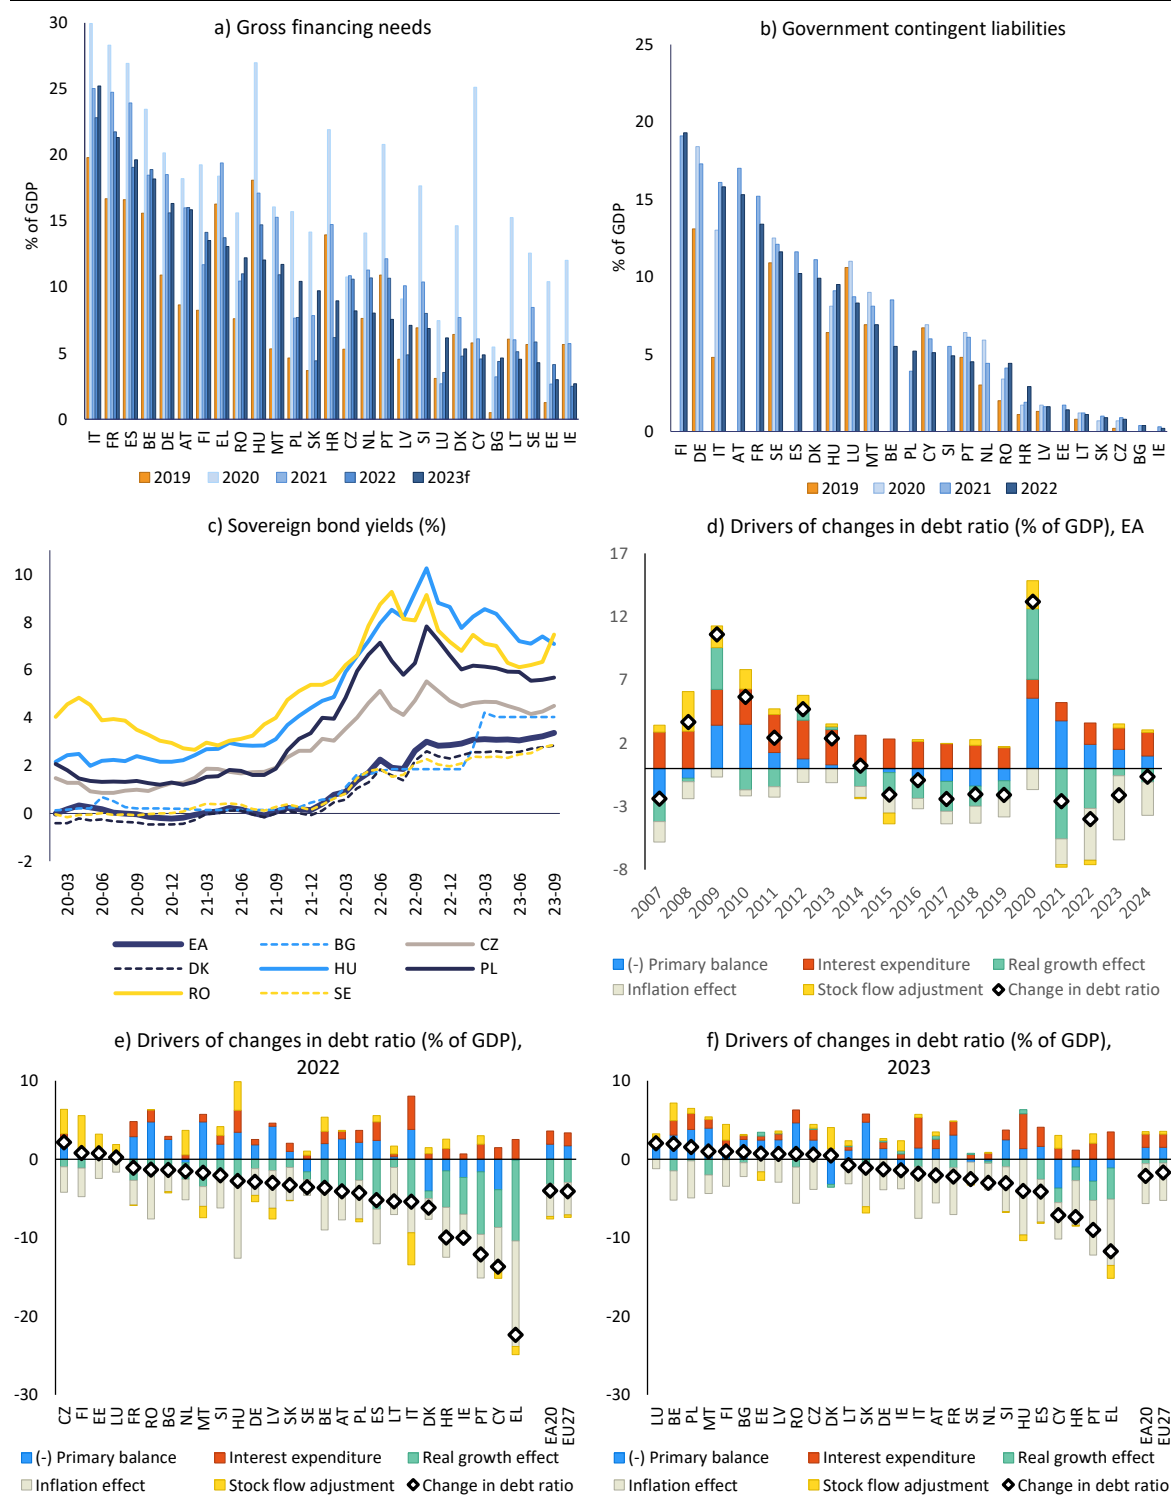 a) Gross financing needs
30
25
20
15
10
5
0
% of GDP
IT FR ES BE DE AT FI EL RO HU MT PL SK HR CZ NL PT LV SI LU DK CY BG LT SE EE IE
2019 2020 2021 2022 2023f
b) Government contingent liabilities
25
20
15
10
5
0
% of GDP
FI DE IT AT FR SE ES DK HU LU MT BE PL CY SI PT NL RO HR LV EE LT SK CZ BG IE
2019 2020 2021 2022
c) Sovereign bond yields (%)
10
8
6
4
2
0
-2
20-03 20-06 20-09 20-12 21-03 21-06 21-09 21-12 22-03 22-06 22-09 22-12 23-03 23-06 23-09
EA BG CZ
DK HU PL
RO SE
d) Drivers of changes in debt ratio (% of GDP), EA
17
12
7
2
-3
-8
2007 2008 2009 2010 2011 2012 2013 2014 2015 2016 2017 2018 2019 2020 2021 2022 2023 2024
(-) Primary balance Interest expenditure Real growth effect
Inflation effect Stock flow adjustment Change in debt ratio
e) Drivers of changes in debt ratio (% of GDP),
2022
10
0
-10
-20
-30
CZ FI EE LU FR RO BG NL MT SI HU DE LV SK SE BE AT PL ES LT IT DK HR IE PT CY EL EA20 EU27
(-) Primary balance Interest expenditure Real growth effect
Inflation effect Stock flow adjustment Change in debt ratio
f) Drivers of changes in debt ratio (% of GDP),
2023
10
0
-10
-20
-30
LU BE PL MT FI BG EE LV RO CZ DK LT SK DE IE IT AT FR SE NL SI HU ES CY HR PT EL EA20 EU27
(-) Primary balance Interest expenditure Real growth effect
Inflation effect Stock flow adjustment Change in debt ratio